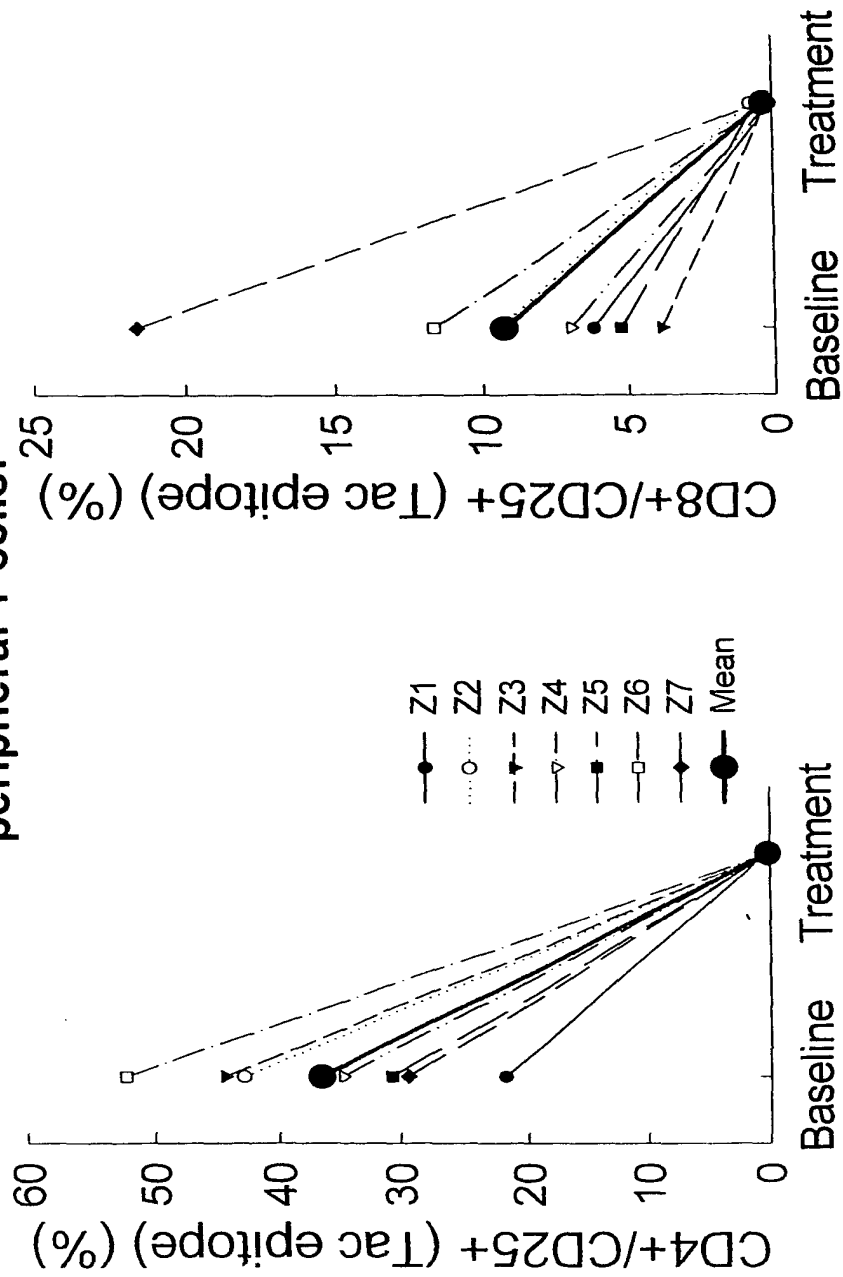 peripheral T cells.
CD4+/CD25+ (Tac epitope) (%)
60
50
40
30
20
10
0
Baseline Treatment
Z1
Z2
Z3
Z4
Z5
Z6
Z7
Mean
CD8+/CD25+ (Tac epitope) (%)
25
20
15
10
5
0
Baseline Treatment